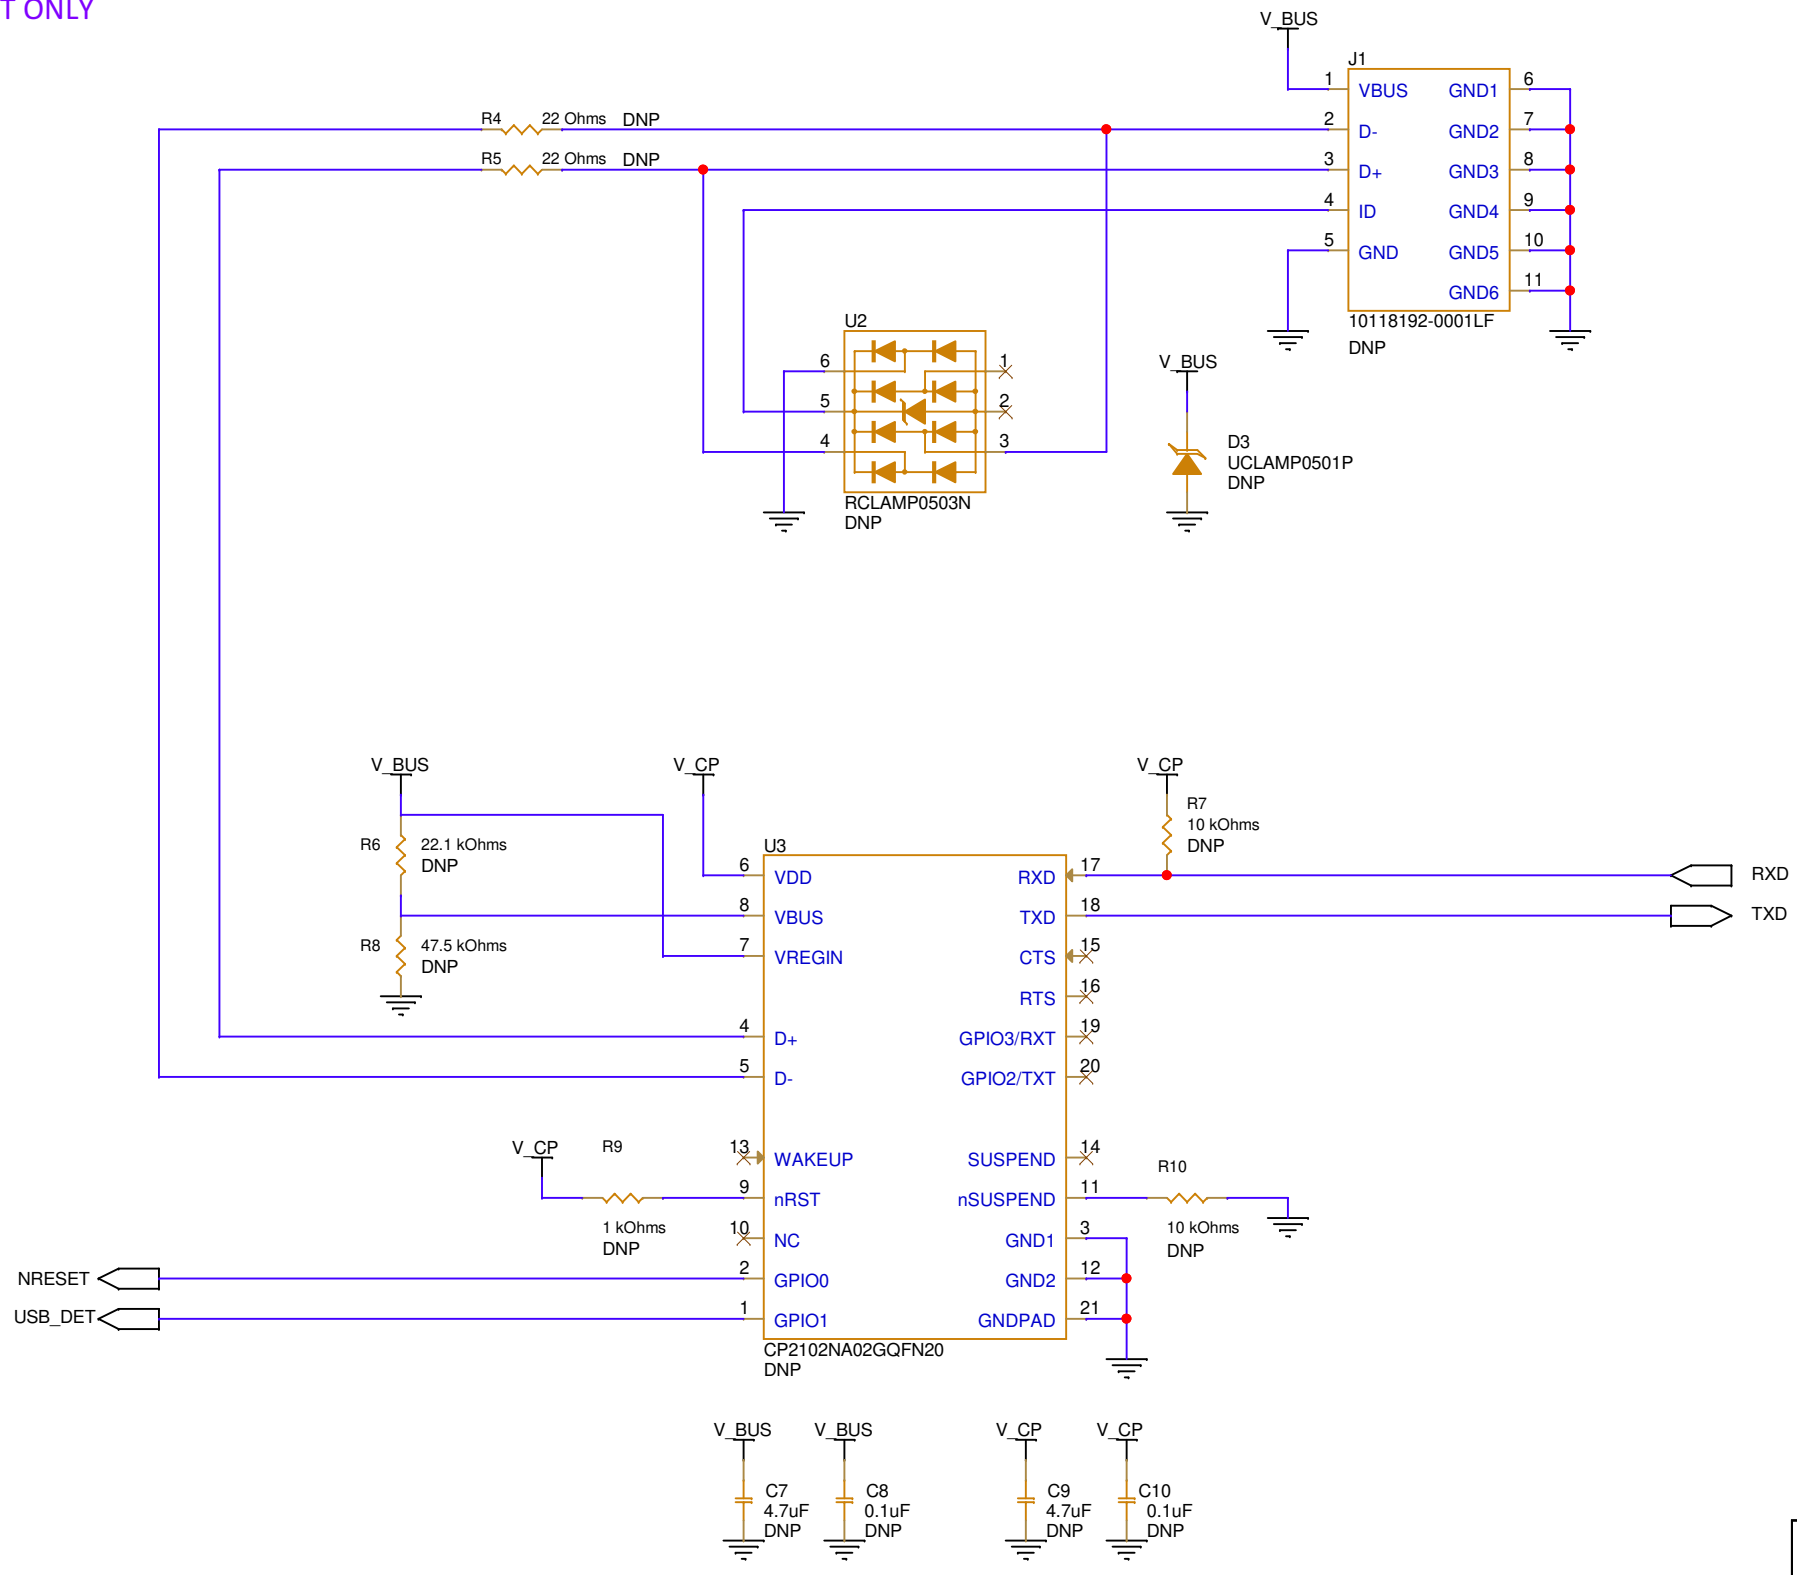 T ONLY
V_BUS
J1
1 VBUS GND1 6
R4 22 Ohms DNP
2 D- GND2 7
R5 22 Ohms DNP
3 D+ GND3 8
4 ID GND4 9
5 GND GND5 10
GND6 11
10118192-0001LF
DNP
U2
6 1
5 2
4 3
RCLAMP0503N
DNP
V_BUS
D3
UCLAMP0501P
DNP
V_BUS
R6 22.1 kOhms
DNP
R8 47.5 kOhms
DNP
V_CP
V_CP
R7
10 kOhms
DNP
U3
6 VDD RXD 17
RXD
8 VBUS TXD 18
TXD
7 VREGIN CTS 15
RTS 16
4 D+ GPIO3/RXT 19
5 D- GPIO2/TXT 20
V_CP
R9
13 WAKEUP SUSPEND 14
R10
9 nRST nSUSPEND 11
1 kOhms
DNP
10 kOhms
DNP
10 NC GND1 3
NRESET
2 GPIO0 GND2 12
USB_DET
1 GPIO1 GNDPAD 21
CP2102NA02GQFN20
DNP
V_BUS
C7
4.7uF
DNP
V_BUS
C8
0.1uF
DNP
V_CP
C9
4.7uF
DNP
V_CP
C10
0.1uF
DNP